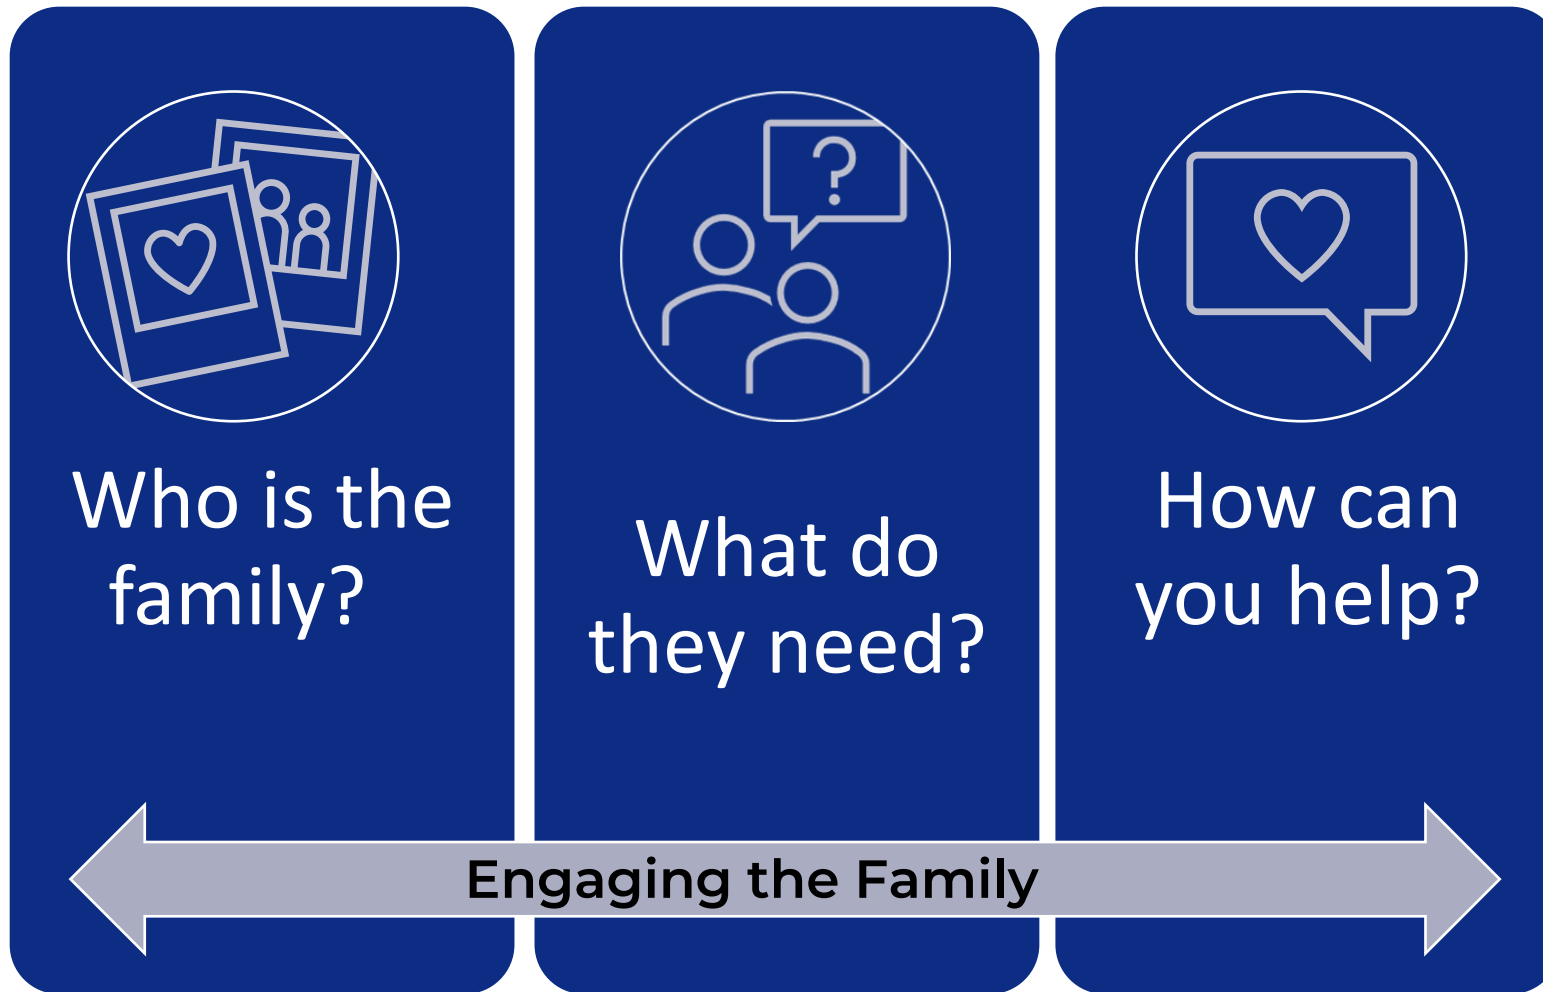 ?
Who is the
family?
What do
they need?
How can
you help?
Engaging the Family